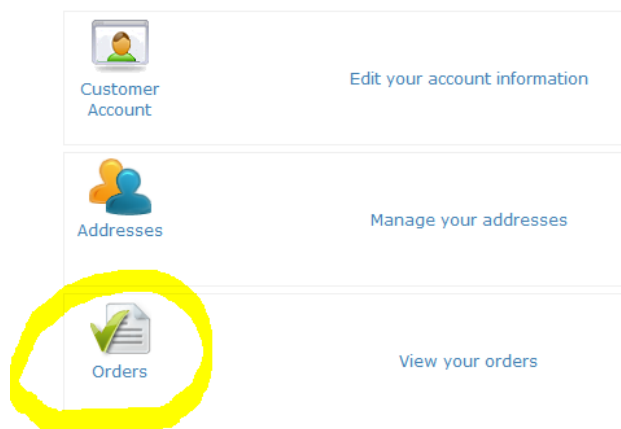 Customer
Account
Edit your account information
Addresses
Manage your addresses
Orders
View your orders